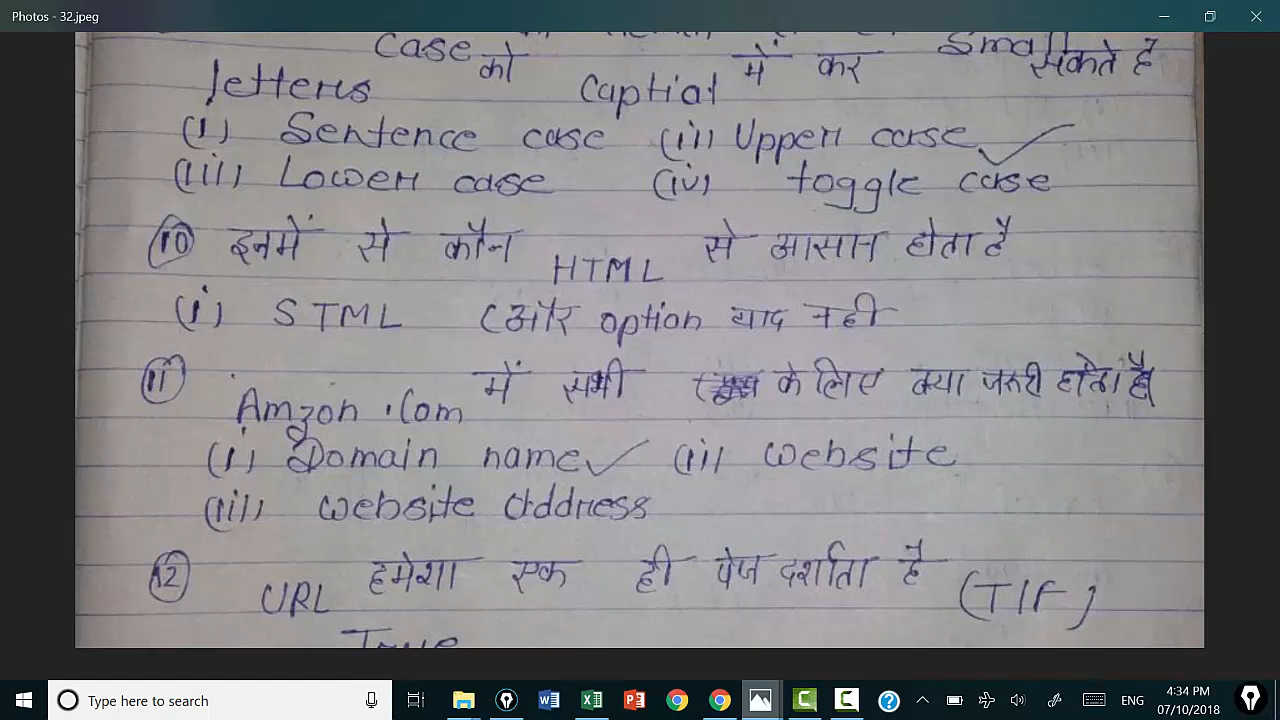 Photos - 32.jpeg
Case को Small
letters Captial में कर सकते है
(i) Sentence case (ii) Upper case
(iii) Lower case (iv) toggle case
10 इनमें से कौन HTML से आसान होता है
(i) STML (और option याद नही
11 Amzon.Com में सभी के लिए क्या जरूरी होता है
(i) Domain name (ii) website
(iii) website address
12 URL हमेशा एक ही पेज दर्शाता है (T/F)
True
Type here to search
ENG
4:34 PM
07/10/2018